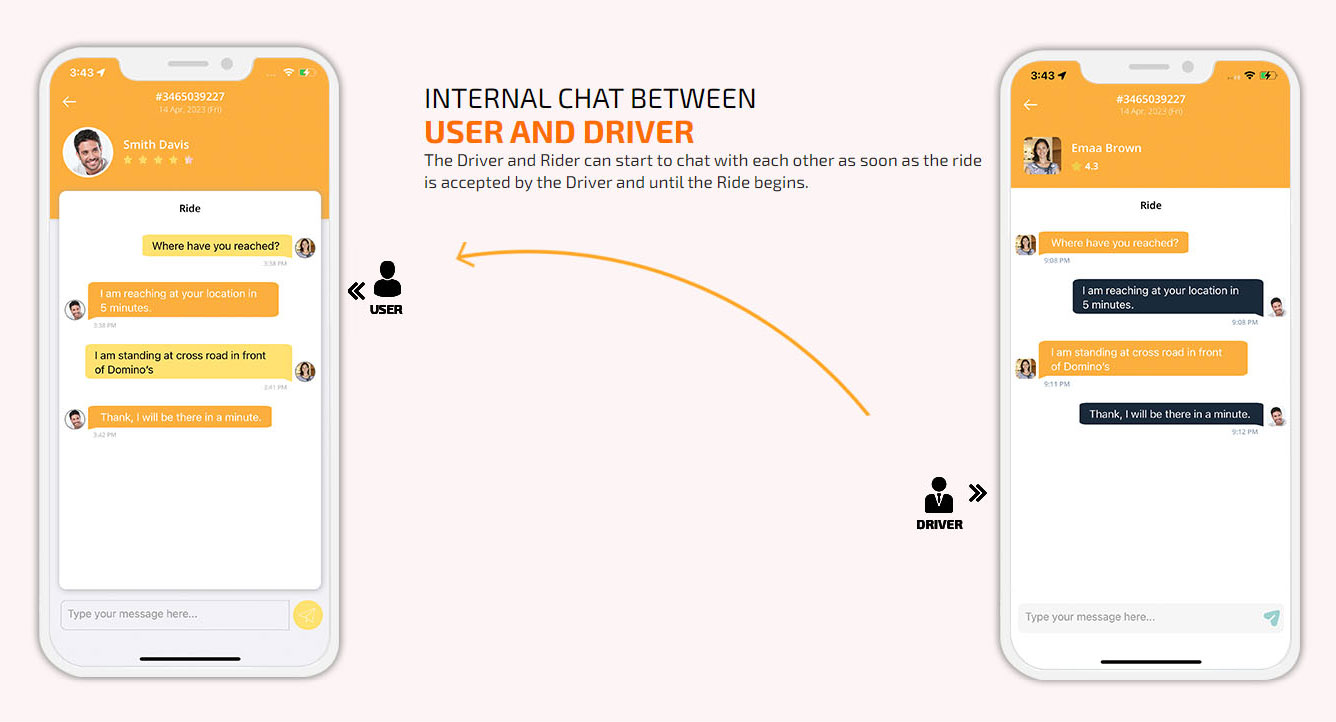 3:43
#3465039227
14 Apr, 2023 (Fri)
Smith Davis
Ride
Where have you reached?
3:38 PM
I am reaching at your location in
5 minutes.
3:38 PM
I am standing at cross road in front
of Domino's
3:41 PM
Thank, I will be there in a minute.
3:42 PM
Type your message here...
INTERNAL CHAT BETWEEN
USER AND DRIVER
The Driver and Rider can start to chat with each other as soon as the ride
is accepted by the Driver and until the Ride begins.
USER
DRIVER
3:43
#3465039227
14 Apr, 2023 (Fri)
Emaa Brown
4.3
Ride
Where have you reached?
9:08 PM
I am reaching at your location in
5 minutes.
9:08 PM
I am standing at cross road in front
of Domino's
9:11 PM
Thank, I will be there in a minute.
9:12 PM
Type your message here...